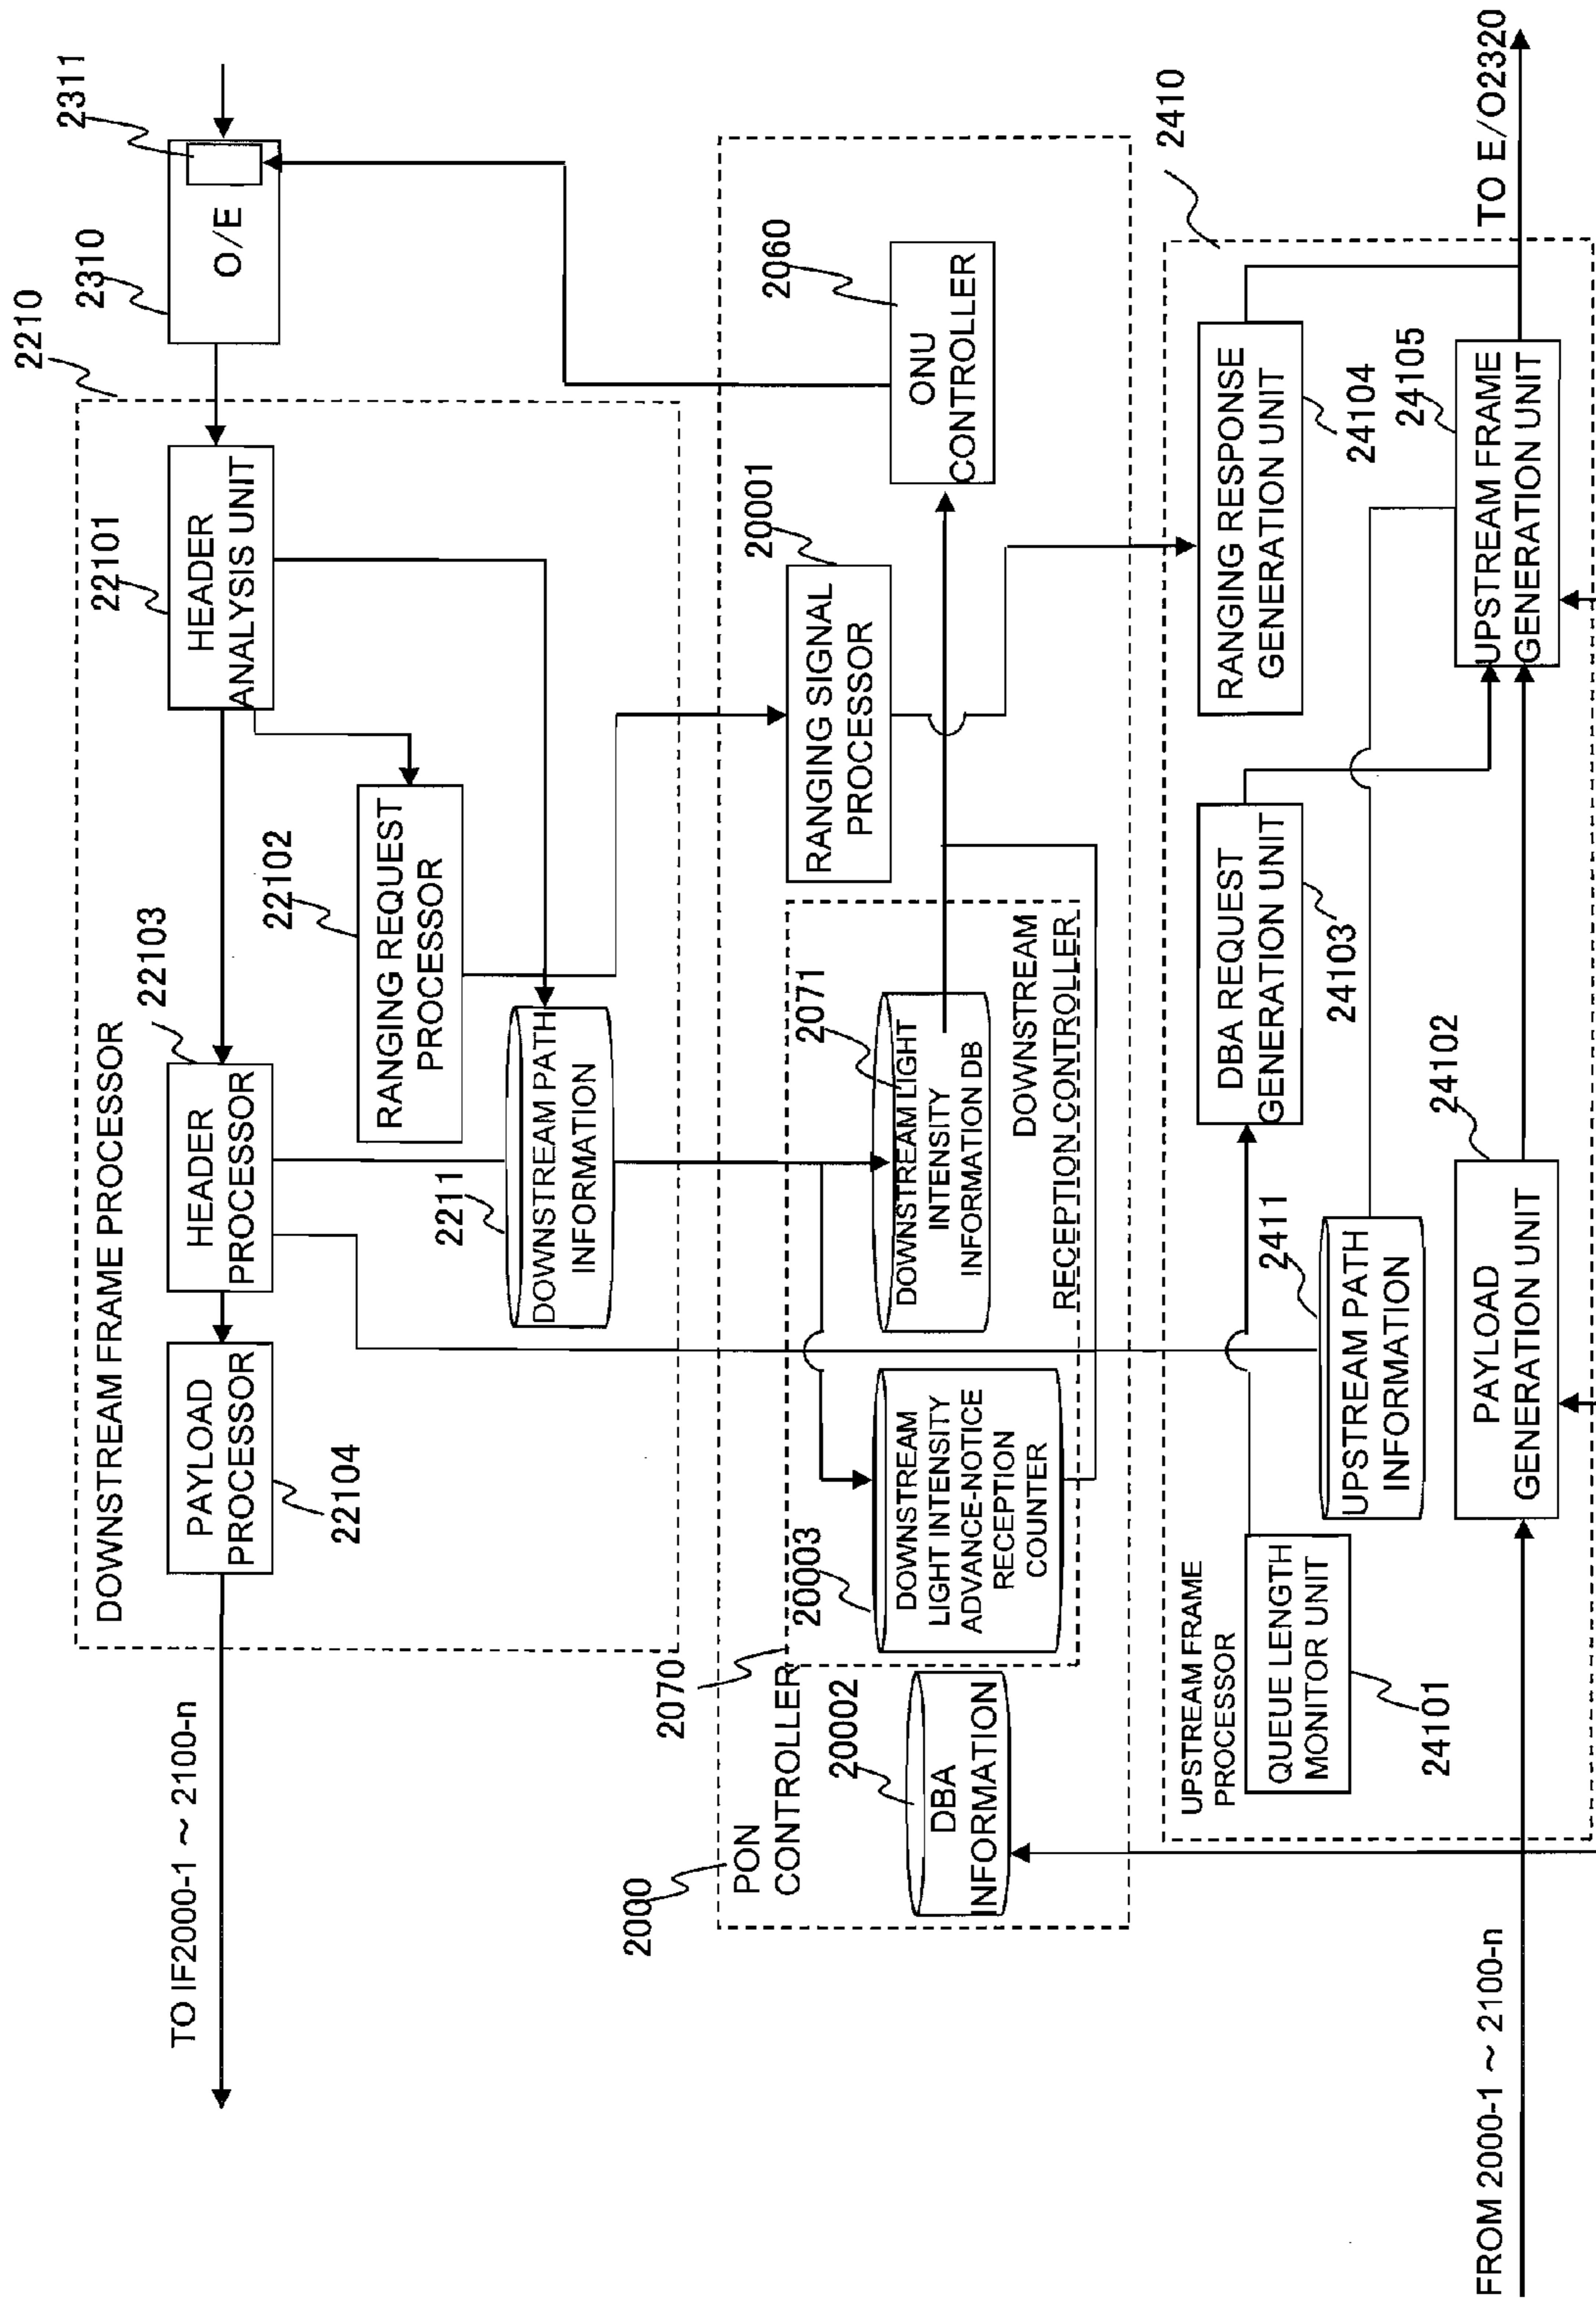 TO IF2000-1 ~ 2100-n
DOWNSTREAM FRAME PROCESSOR
2210
PAYLOAD
PROCESSOR
22104
HEADER
PROCESSOR
22103
RANGING REQUEST
PROCESSOR
22102
HEADER
ANALYSIS UNIT
22101
DOWNSTREAM PATH
INFORMATION
2211
O/E
2310
2311
2000
PON
CONTROLLER
2070
DBA
INFORMATION
20002
DOWNSTREAM
LIGHT INTENSITY
ADVANCE-NOTICE
RECEPTION
COUNTER
20003
DOWNSTREAM LIGHT
INTENSITY
INFORMATION DB
2071
DOWNSTREAM
RECEPTION CONTROLLER
RANGING SIGNAL
PROCESSOR
20001
ONU
CONTROLLER
2060
UPSTREAM FRAME
PROCESSOR
2410
QUEUE LENGTH
MONITOR UNIT
24101
UPSTREAM PATH
INFORMATION
2411
DBA REQUEST
GENERATION UNIT
24103
RANGING RESPONSE
GENERATION UNIT
24104
PAYLOAD
GENERATION UNIT
24102
UPSTREAM FRAME
GENERATION UNIT
24105
FROM 2000-1 ~ 2100-n
TO E/O2320